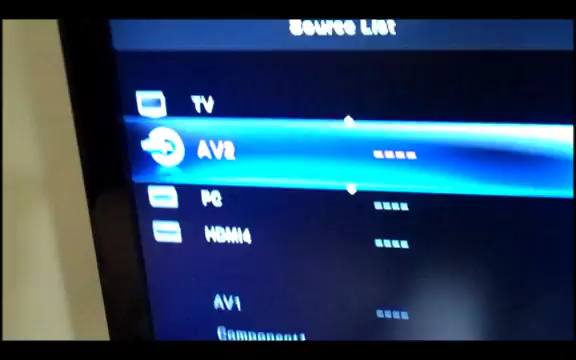 Source List
TV
AV2 ----
PC ----
HDMI4 ----
AV1 ----
Component1